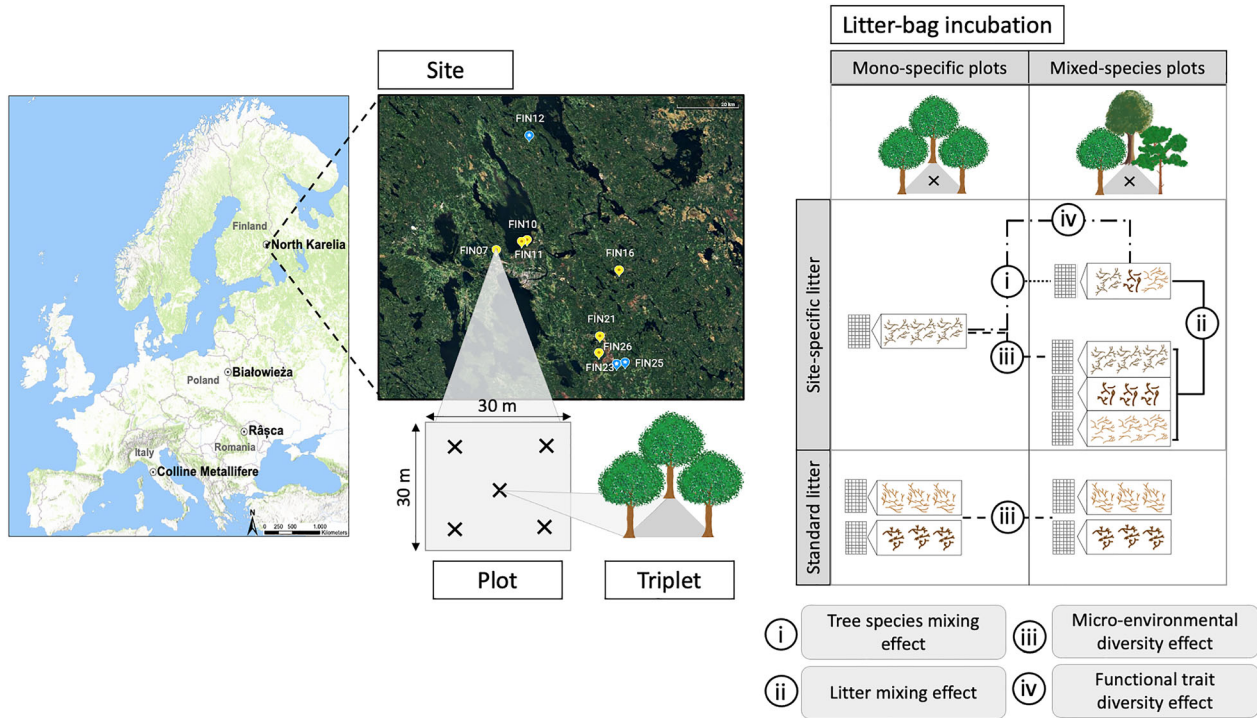 Site
Litter-bag incubation
Mono-specific plots
Mixed-species plots
Finland
North Karelia
Poland
Białowieża
Râşca
Romania
Italy
Colline Metallifere
N
0 250 500 1.000
Kilometers
20 km
FIN12
FIN10
FIN07
FIN11
FIN16
FIN21
FIN26
FIN23
FIN25
30 m
30 m
Plot
Triplet
Site-specific litter
iv
i
ii
iii
Standard litter
iii
i
Tree species mixing
effect
iii
Micro-environmental
diversity effect
ii
Litter mixing effect
iv
Functional trait
diversity effect